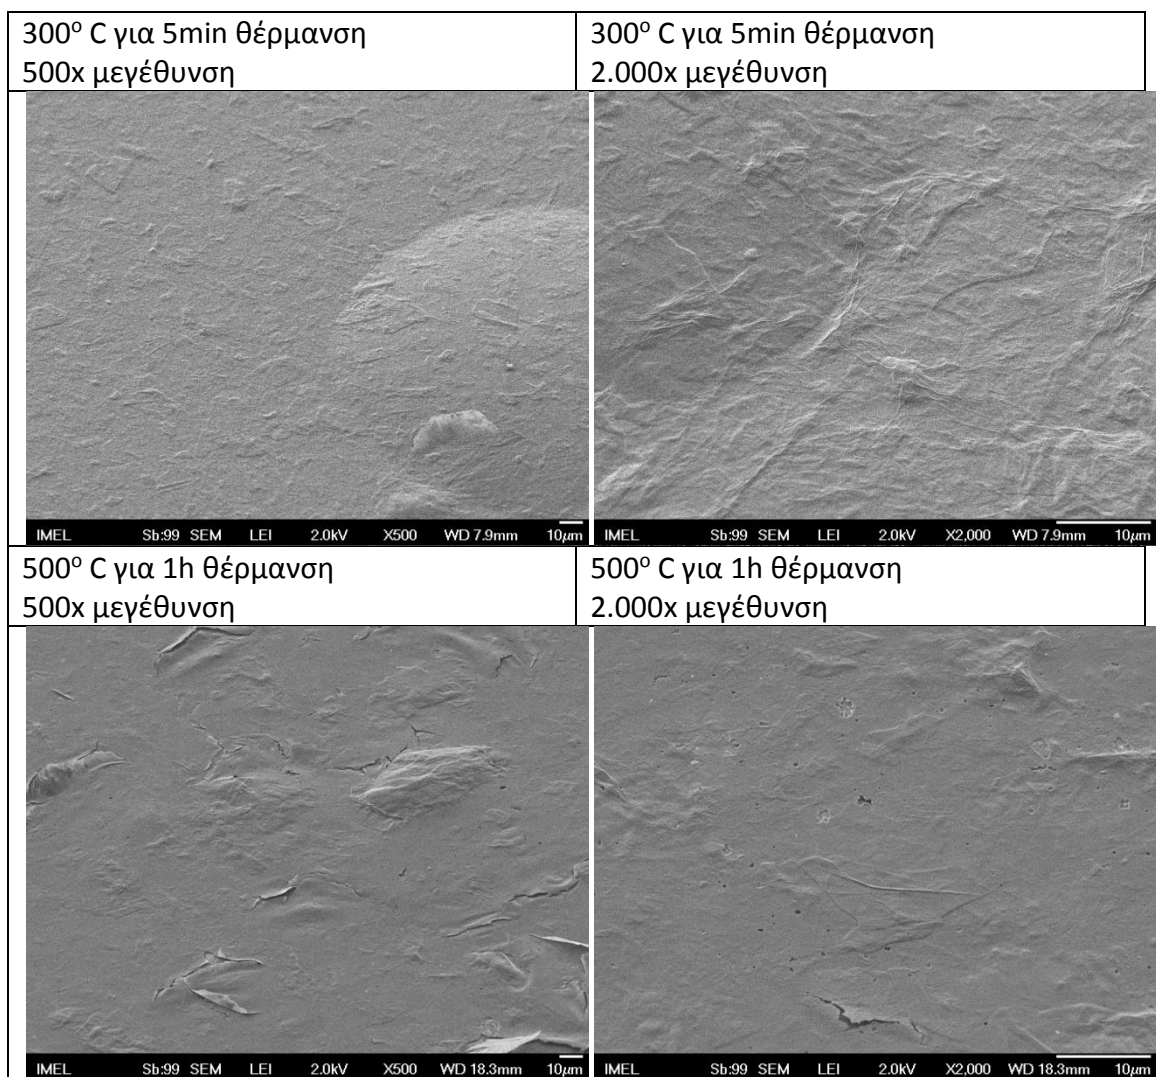 300° C για 5min θέρμανση
500x μεγέθυνση
300° C για 5min θέρμανση
2.000x μεγέθυνση
IMEL Sb:99 SEM LEI 2.0kV X500 WD 7.9mm 10µm
IMEL Sb:99 SEM LEI 2.0kV X2,000 WD 7.9mm 10µm
500° C για 1h θέρμανση
500x μεγέθυνση
500° C για 1h θέρμανση
2.000x μεγέθυνση
IMEL Sb:99 SEM LEI 2.0kV X500 WD 18.3mm 10µm
IMEL Sb:99 SEM LEI 2.0kV X2,000 WD 18.3mm 10µm